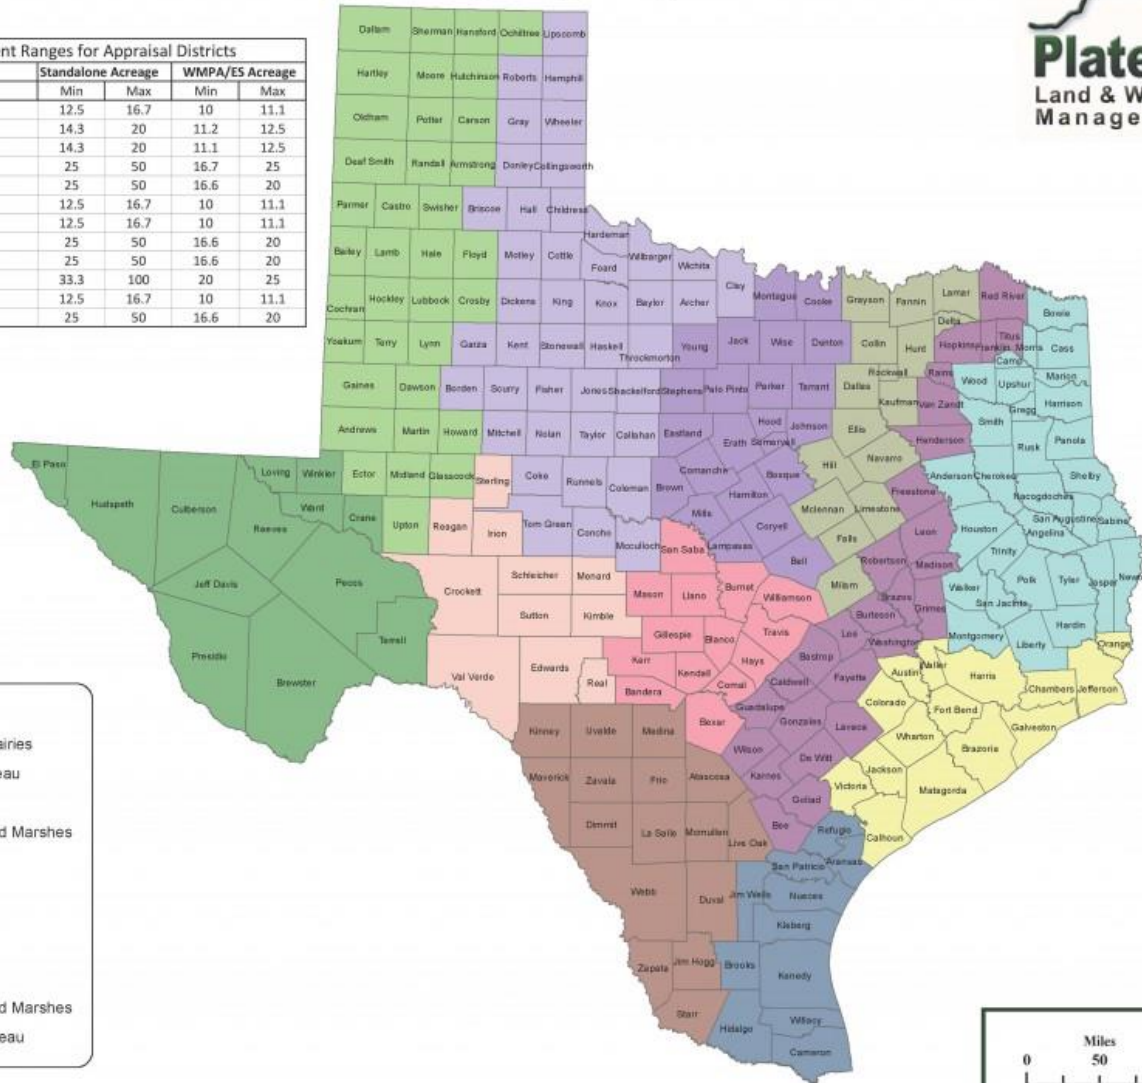 Plate
Land & W
Manage
ent Ranges for Appraisal Districts
Standalone Acreage WMPA/ES Acreage
Min Max Min Max
12.5 16.7 10 11.1
14.3 20 11.2 12.5
14.3 20 11.1 12.5
25 50 16.7 25
25 50 16.6 20
12.5 16.7 10 11.1
12.5 16.7 10 11.1
25 50 16.6 20
25 50 16.6 20
33.3 100 20 25
12.5 16.7 10 11.1
25 50 16.6 20
Dallam Sherman Hansford Ochiltree Lipscomb
Hartley Moore Hutchinson Roberts Hemphill
Oldham Potter Carson Gray Wheeler
Deaf Smith Randall Armstrong Donley Collingsworth
Parmer Castro Swisher Briscoe Hall Childress
Hardeman
Bailey Lamb Hale Floyd Motley Cottle Foard Wilbarger Wichita
Clay Montague Cooke Grayson Fannin Lamar Red River
Bowie
Cochran Hockley Lubbock Crosby Dickens King Knox Baylor Archer
Delta
Yoakum Terry Lynn Garza Kent Stonewall Haskell Throckmorton Young Jack Wise Denton Collin Hunt Hopkins Franklin Titus Morris Cass
Camp
Rockwall Rains
Gaines Dawson Borden Scurry Fisher Jones Shackelford Stephens Palo Pinto Parker Tarrant Dallas Kaufman Van Zandt Wood Upshur Marion
Gregg Harrison
Andrews Martin Howard Mitchell Nolan Taylor Callahan Eastland Erath Hood Somervell Johnson Ellis Henderson Smith Rusk Panola
Navarro
Hill
El Paso Loving Winkler Ector Midland Glasscock Sterling Coke Runnels Coleman Brown Comanche Bosque Anderson Cherokee Shelby
Hamilton Freestone Nacogdoches
Hudspeth Culberson Reeves Ward Crane Upton Reagan Irion Tom Green Concho Mills Coryell Mclennan Limestone Leon Houston San Augustine Sabine
Angelina
Mcculloch San Saba Lampasas Falls
Bell Robertson Madison Trinity
Jeff Davis Pecos Crockett Schleicher Menard Mason Llano Burnet Williamson Milam Brazos Grimes Walker Polk Tyler Jasper Newt
San Jacinto
Sutton Kimble Burleson Hardin
Terrell Gillespie Blanco Travis Lee Washington Montgomery Liberty Orange
Presidio Brewster Val Verde Edwards Real Kerr Kendall Hays Bastrop Austin Waller Harris Chambers Jefferson
Bandera Comal Caldwell Fayette
Colorado Fort Bend
Kinney Uvalde Medina Bexar Guadalupe Gonzales Lavaca Wharton Brazoria Galveston
Wilson De Witt
Maverick Zavala Frio Atascosa Karnes Victoria Jackson Matagorda
Goliad
Dimmit La Salle Mcmullen Live Oak Bee Refugio Calhoun
Aransas
San Patricio
Webb Duval Jim Wells Nueces
Kleberg
Zapata Jim Hogg Brooks Kenedy
Starr Hidalgo Willacy
Cameron
airies
eau
d Marshes
d Marshes
eau
Miles
0 50